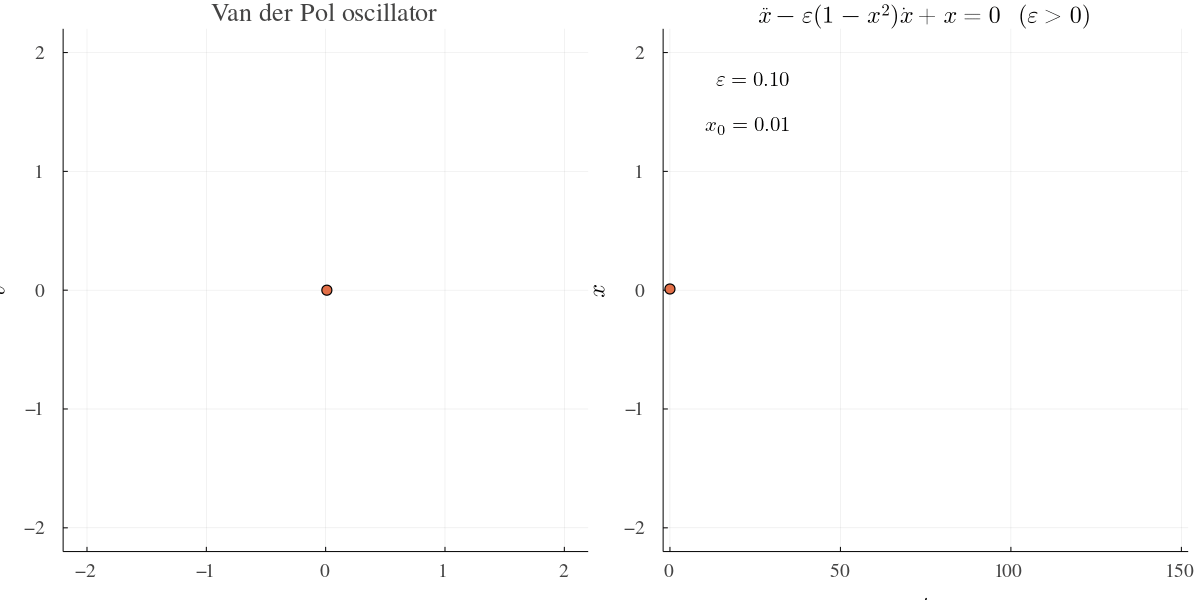 Van der Pol oscillator
ẍ − ε(1 − x²)ẋ + x = 0 (ε > 0)
2
1
0
−1
−2
−2 −1 0 1 2
x
2
1
0
−1
−2
ε = 0.10
x₀ = 0.01
0 50 100 150